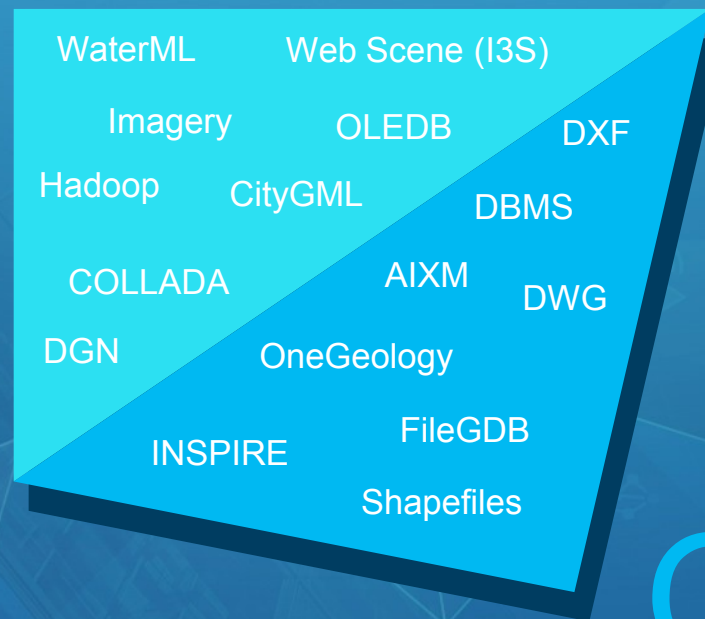 WaterML
Web Scene (I3S)
Imagery
OLEDB
DXF
Hadoop
CityGML
DBMS
COLLADA
AIXM
DWG
DGN
OneGeology
INSPIRE
FileGDB
Shapefiles